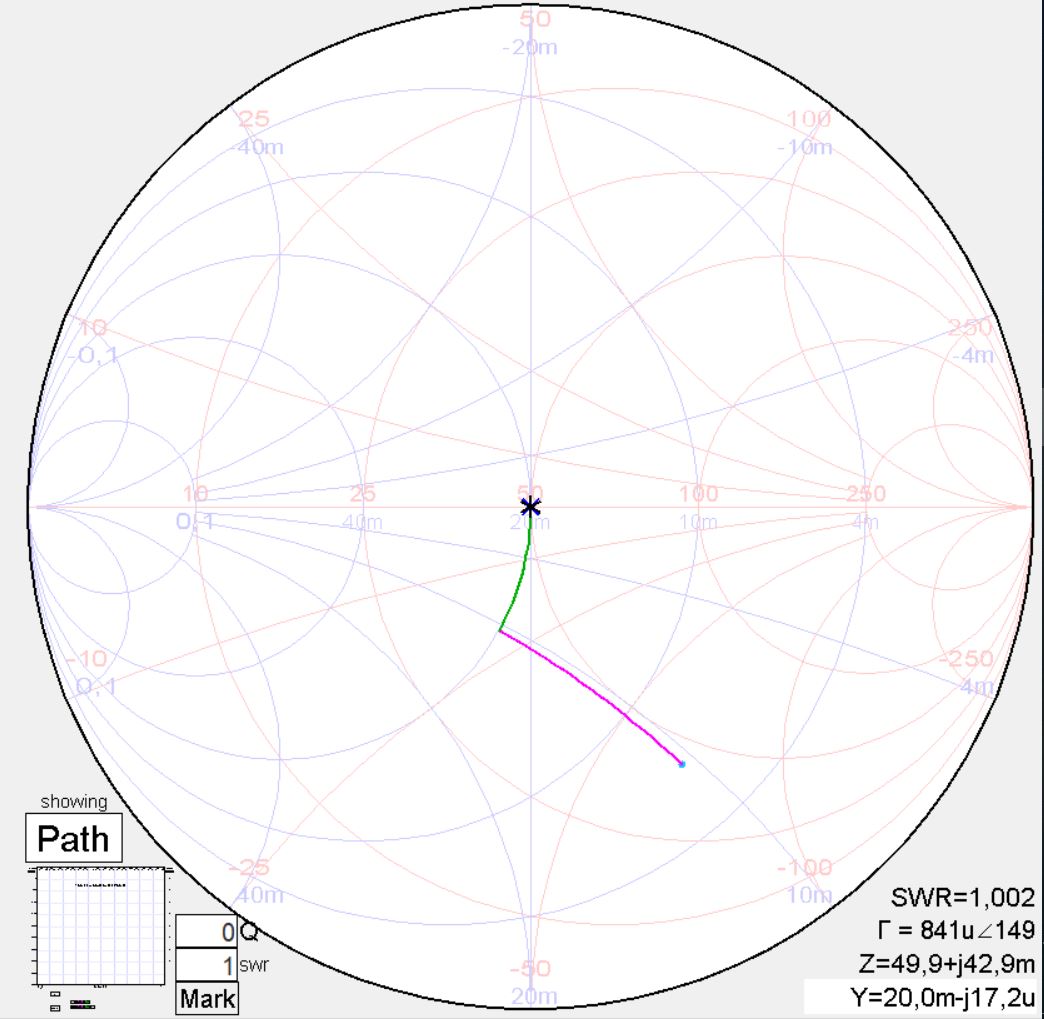 50
-20m
25
-40m
100
-10m
10
-0,1
250
-4m
10 25 50 100 250
0,1 40m 20m 10m 4m
-10
0,1
-250
4m
showing
Path
-25
40m
-100
10m
SWR=1,002
0 Q
Γ = 841u∠149
1 swr
Z=49,9+j42,9m
-50
20m
Mark
Y=20,0m-j17,2u